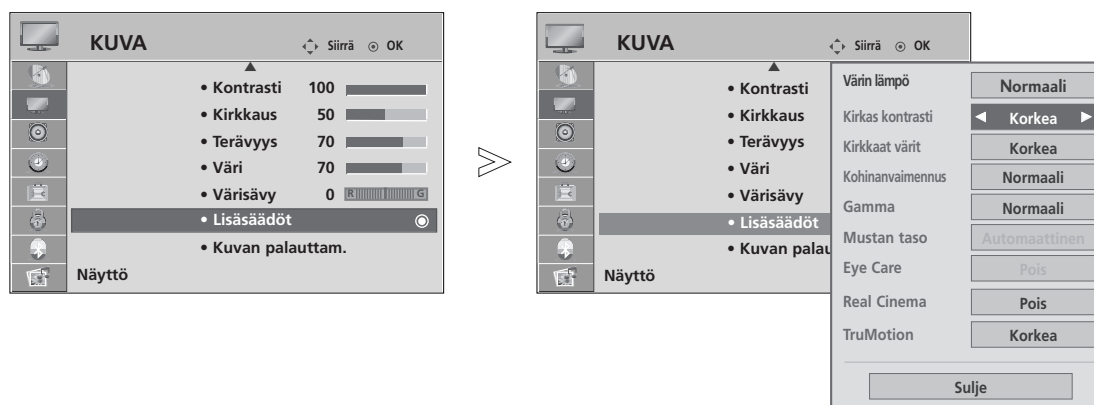 KUVA Siirrä OK
• Kontrasti 100
• Kirkkaus 50
• Terävyys 70
• Väri 70
• Värisävy 0 R G
• Lisäsäädöt
• Kuvan palauttam.
Näyttö
KUVA Siirrä OK
• Kontrasti
• Kirkkaus
• Terävyys
• Väri
• Värisävy
• Lisäsäädöt
• Kuvan palau
Näyttö
Värin lämpö Normaali
Kirkas kontrasti Korkea
Kirkkaat värit Korkea
Kohinanvaimennus Normaali
Gamma Normaali
Mustan taso Automaattinen
Eye Care Pois
Real Cinema Pois
TruMotion Korkea
Sulje